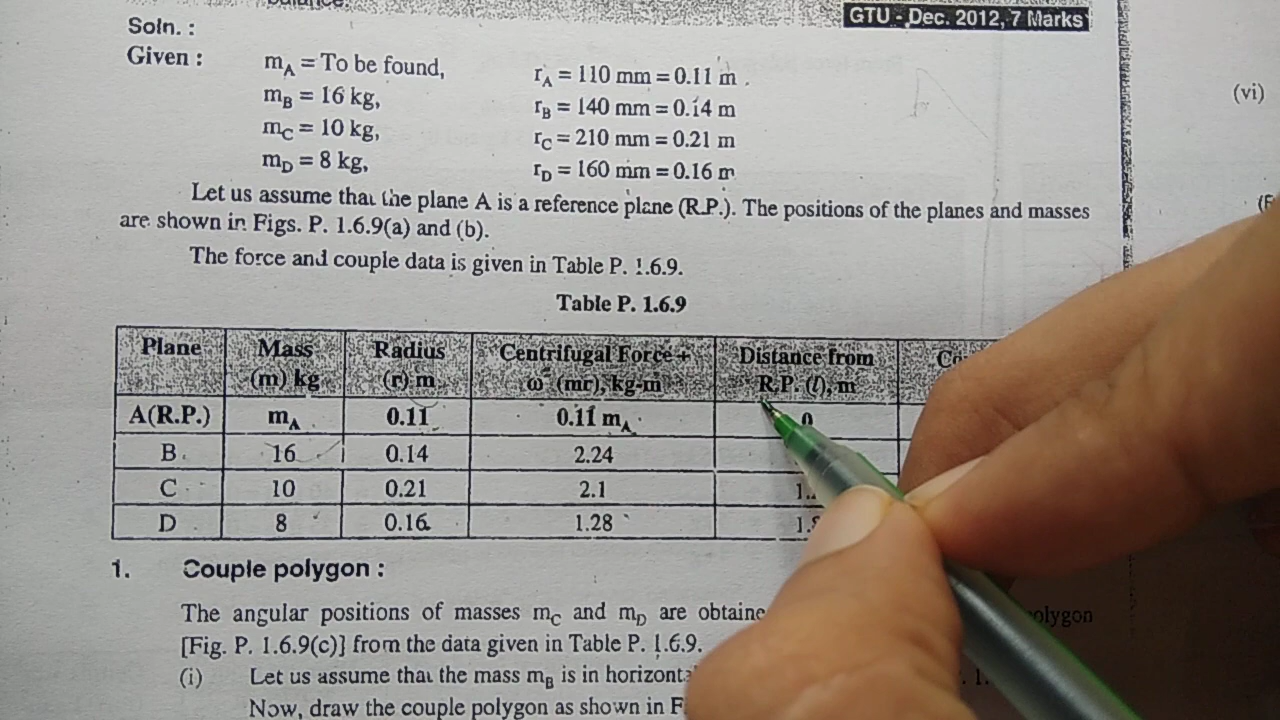 GTU - Dec. 2012, 7 Marks
Soln. :
Given :
m_A = To be found, r_A = 110 mm = 0.11 m
m_B = 16 kg, r_B = 140 mm = 0.14 m
m_C = 10 kg, r_C = 210 mm = 0.21 m
m_D = 8 kg, r_D = 160 mm = 0.16 m
(vi)
Let us assume that the plane A is a reference plane (R.P.). The positions of the planes and masses
are shown in Figs. P. 1.6.9(a) and (b).
The force and couple data is given in Table P. 1.6.9.
Table P. 1.6.9
Plane Mass (m) kg Radius (r) m Centrifugal Force ÷ ω² (mr), kg-m Distance from R.P. (l), m
A(R.P.) m_A 0.11 0.11 m_A 0
B 16 0.14 2.24
C 10 0.21 2.1
D 8 0.16 1.28
1. Couple polygon :
The angular positions of masses m_C and m_D are polygon
[Fig. P. 1.6.9(c)] from the data given in Table P. 1.6.9.
(i) Let us assume that the mass m_B is in
Now, draw the couple polygon as shown in